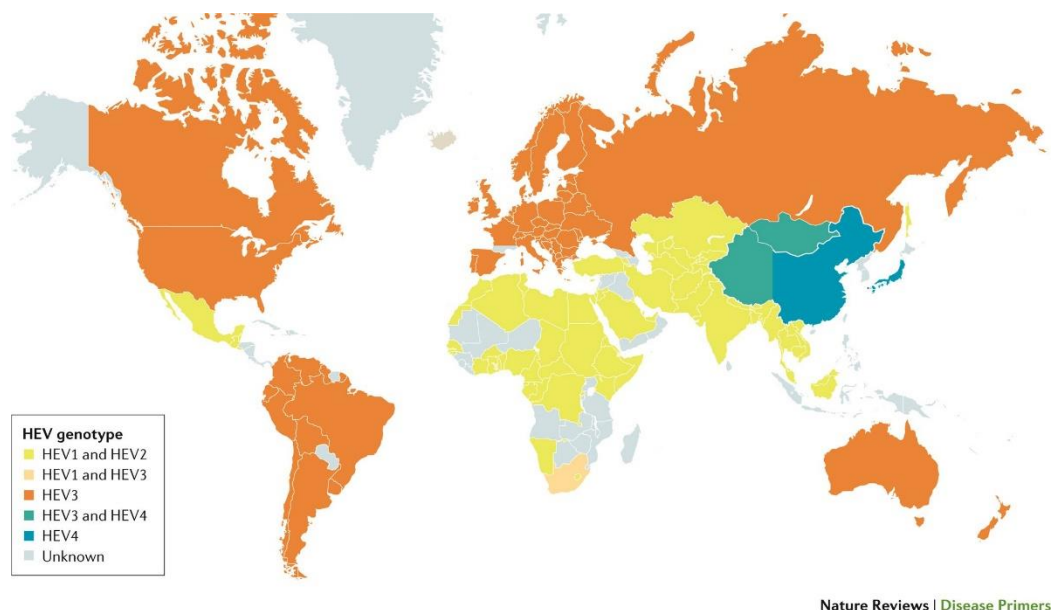 HEV genotype
HEV1 and HEV2
HEV1 and HEV3
HEV3
HEV3 and HEV4
HEV4
Unknown
Nature Reviews | Disease Primers